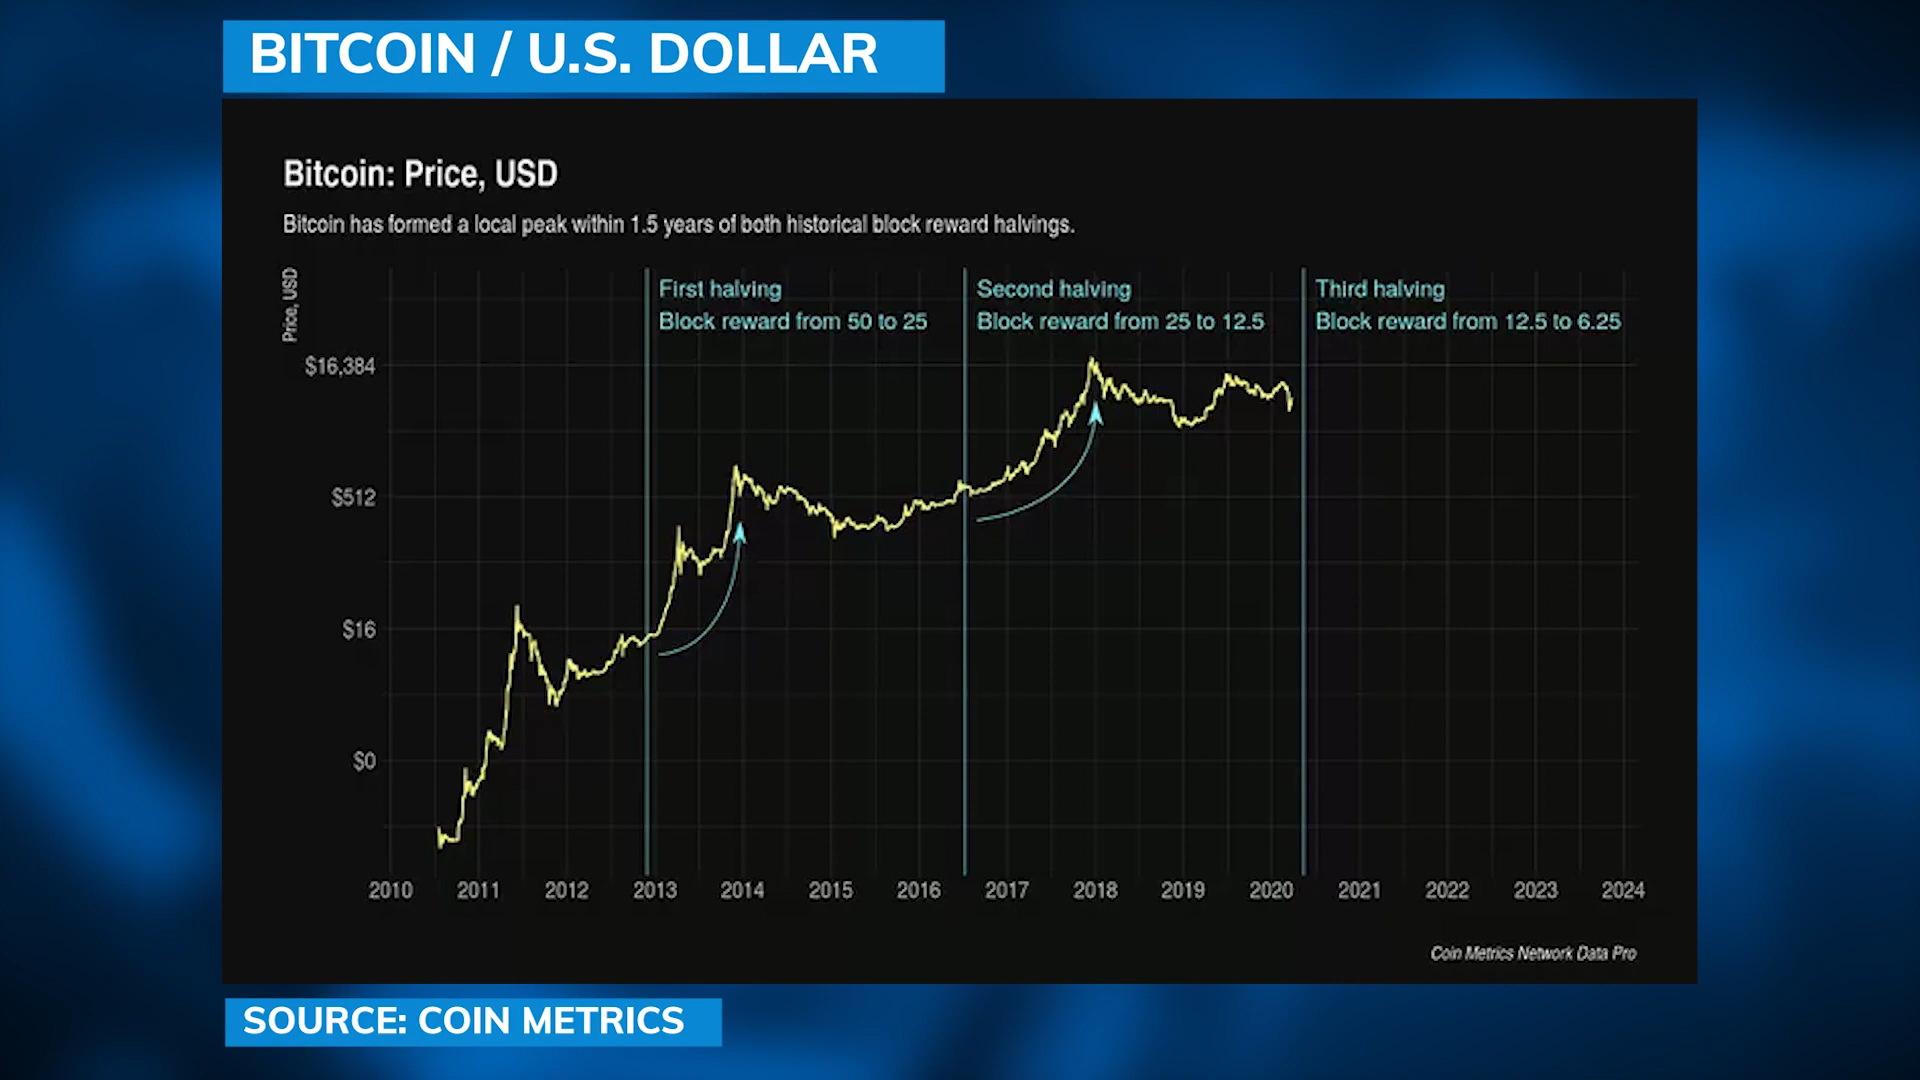 BITCOIN / U.S. DOLLAR
Bitcoin: Price, USD
Bitcoin has formed a local peak within 1.5 years of both historical block reward halvings.
Price, USD
First halving
Block reward from 50 to 25
Second halving
Block reward from 25 to 12.5
Third halving
Block reward from 12.5 to 6.25
$16,384
$512
$16
$0
2010 2011 2012 2013 2014 2015 2016 2017 2018 2019 2020 2021 2022 2023 2024
Coin Metrics Network Data Pro
SOURCE: COIN METRICS